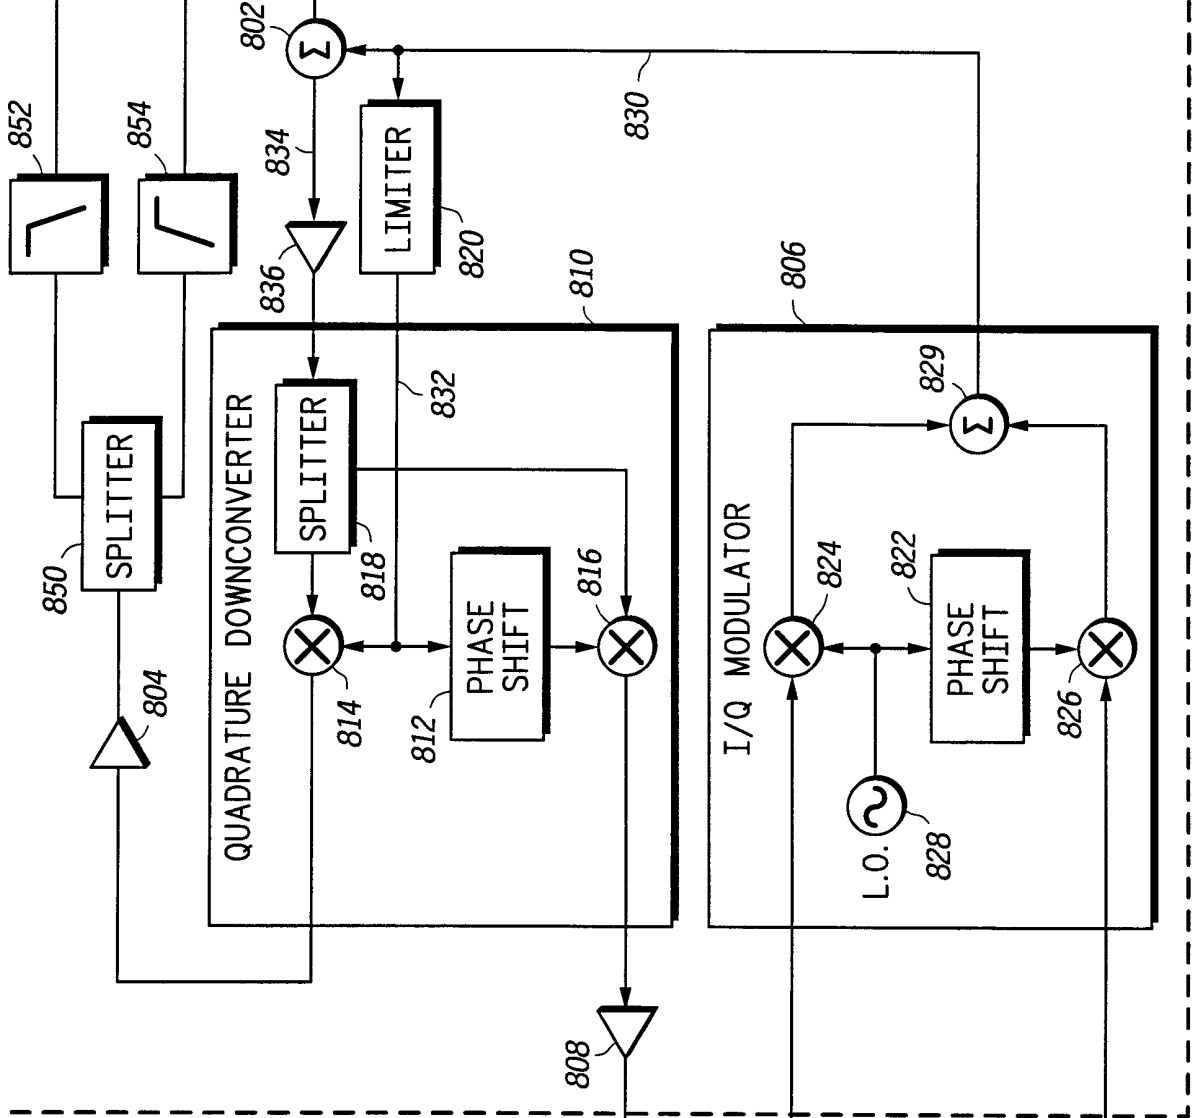 852
854
802
Σ
834
836
LIMITER
820
830
810
806
850
SPLITTER
804
QUADRATURE DOWNCONVERTER
SPLITTER
818
832
814
PHASE
SHIFT
812
816
808
I/Q MODULATOR
829
Σ
824
822
PHASE
SHIFT
826
L.O.
828